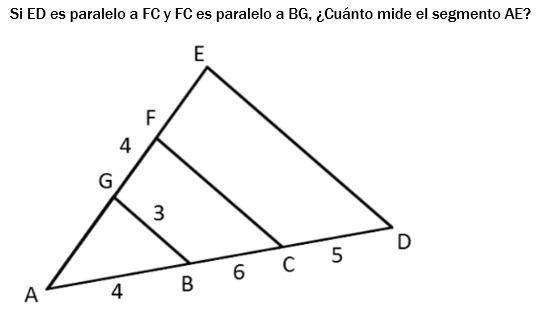 Si ED es paralelo a FC y FC es paralelo a BG, ¿Cuánto mide el segmento AE?
E
F
4
G
3
D
C
5
B
6
A
4